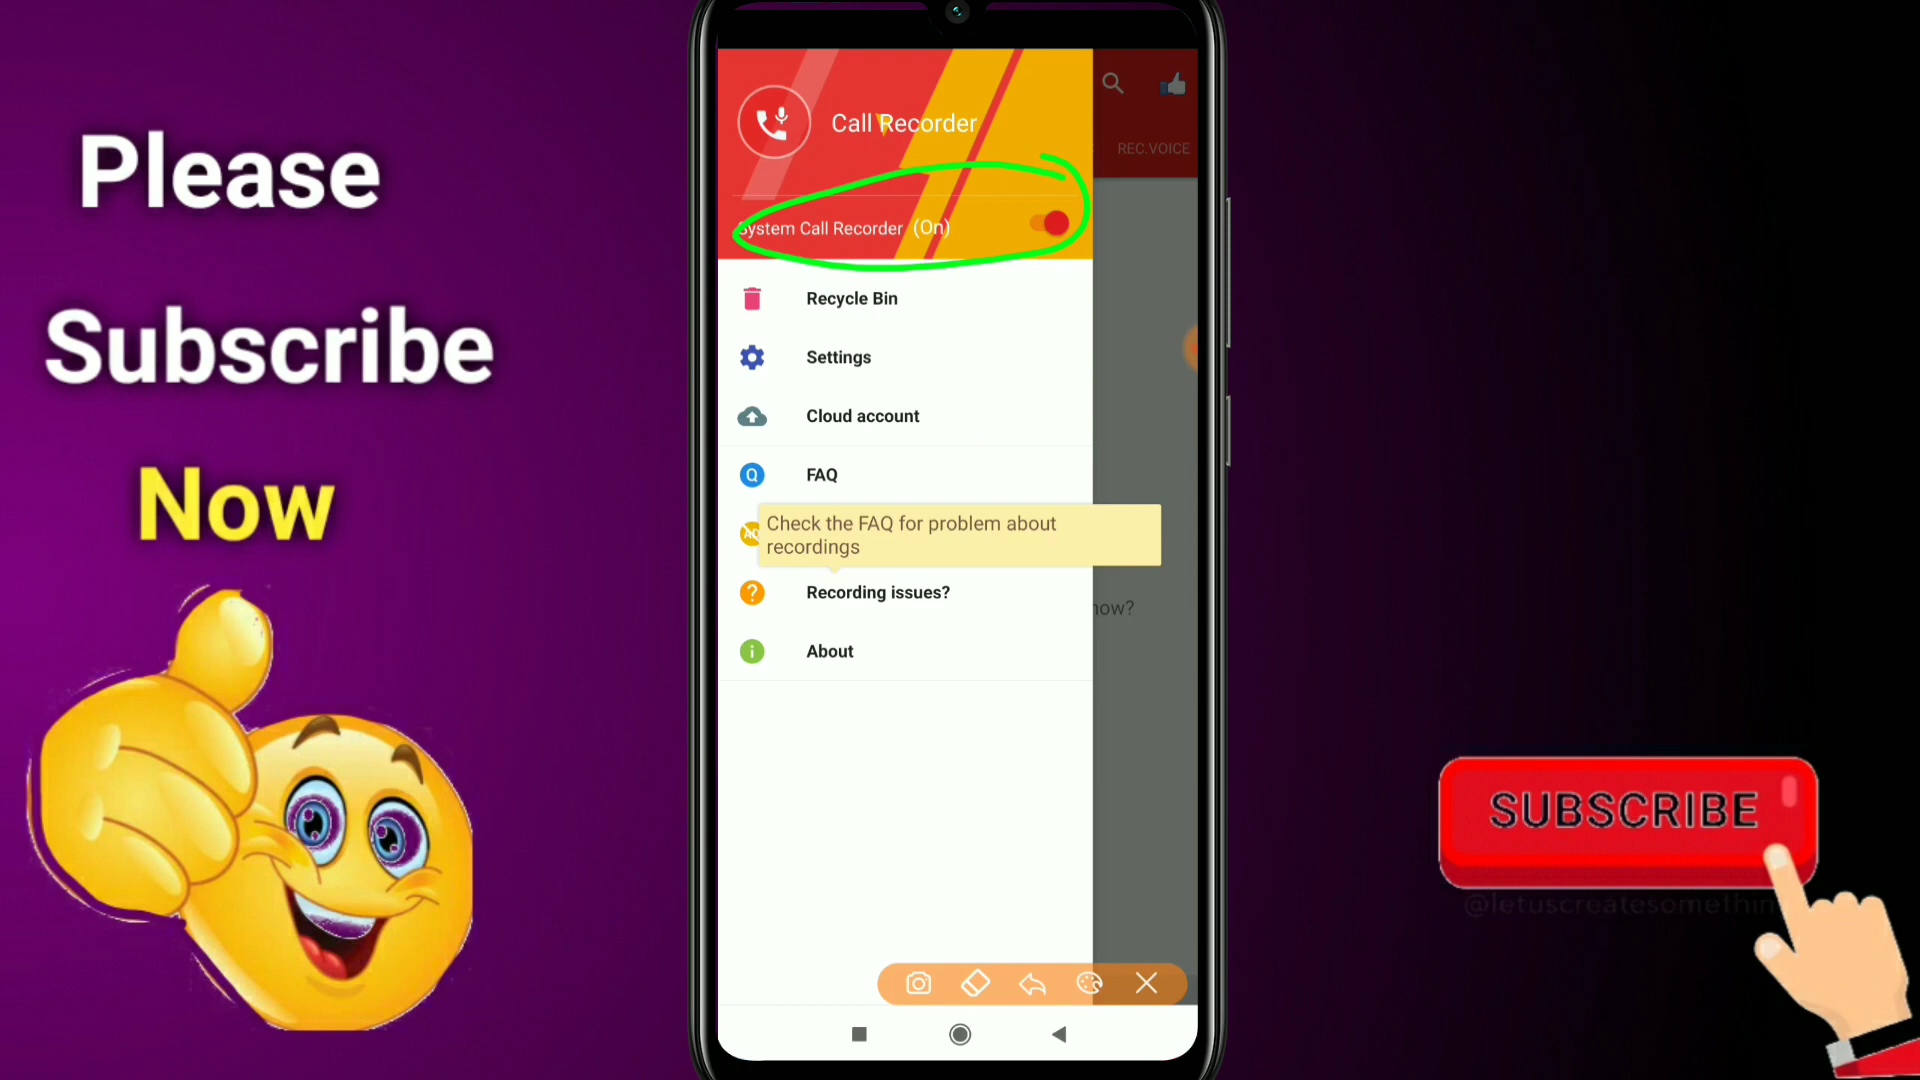 Please
Subscribe
Now
Call Recorder
REC.VOICE
System Call Recorder (On)
Recycle Bin
Settings
Cloud account
Q
FAQ
Check the FAQ for problem about
recordings
?
Recording issues?
now?
i
About
SUBSCRIBE
@letuscreatesomethin